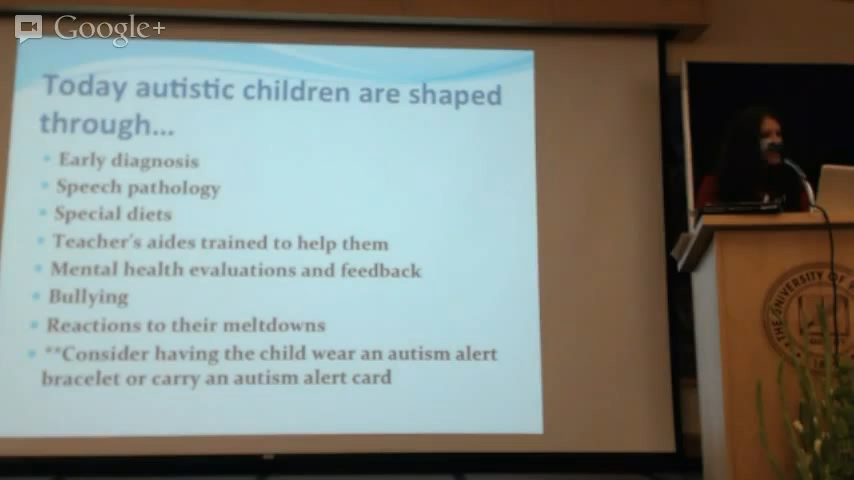 Google+
Today autistic children are shaped
through...
Early diagnosis
Speech pathology
Special diets
Teacher's aides trained to help them
Mental health evaluations and feedback
Bullying
Reactions to their meltdowns
**Consider having the child wear an autism alert
bracelet or carry an autism alert card
THE UNIVERSITY OF